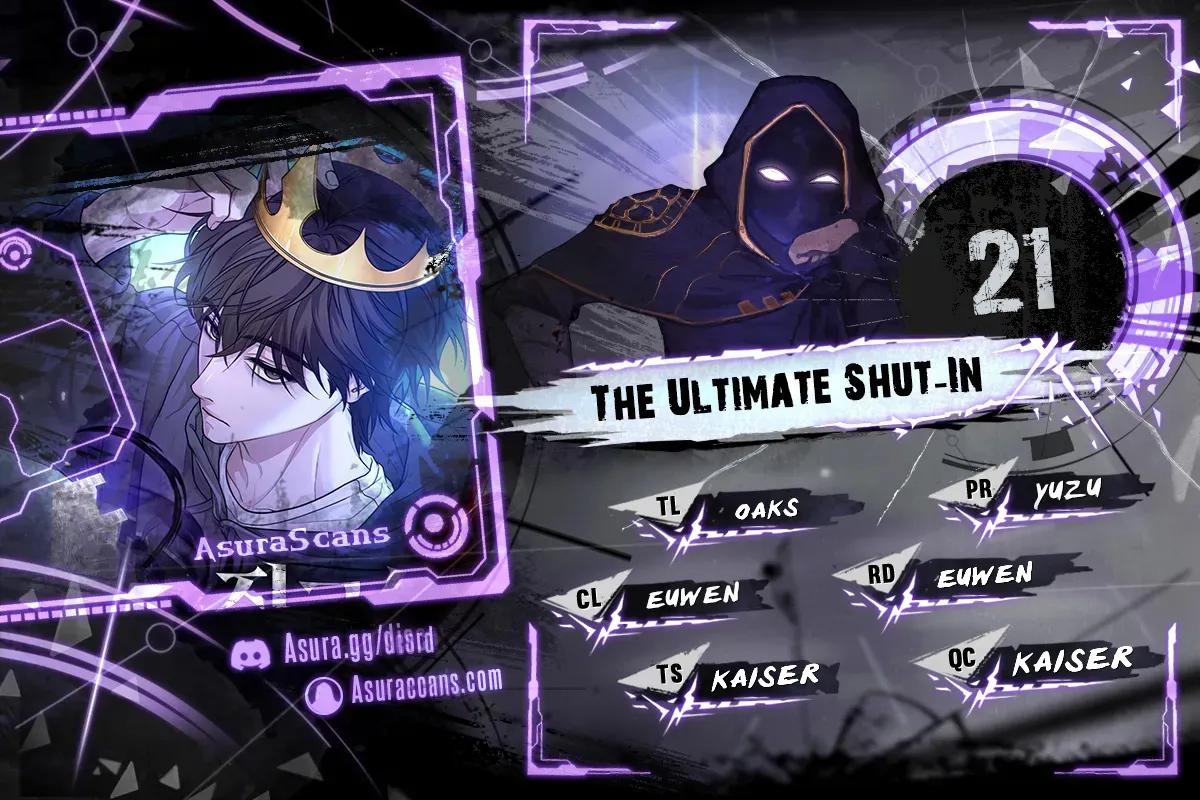 21
THE ULTIMATE SHUT-IN
TL OAKS
PR YUZU
CL EUWEN
RD EUWEN
TS KAISER
QC KAISER
AsuraScans
Asura.gg/disrd
Asuraccans.com